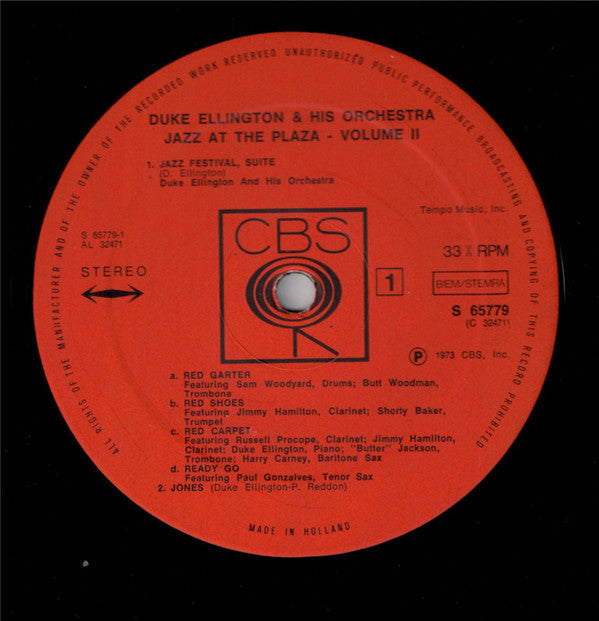 ALL RIGHTS OF THE MANUFACTURER AND OF THE OWNER OF THE RECORDED WORK RESERVED UNAUTHORIZED PUBLIC PERFORMANCE BROADCASTING AND COPYING OF THIS RECORD PROHIBITED
DUKE ELLINGTON & HIS ORCHESTRA
JAZZ AT THE PLAZA - VOLUME II
1. JAZZ FESTIVAL, SUITE
(D. Ellington)
Duke Ellington And His Orchestra
Tempo Music, Inc.
S 65779-1
AL 32471
STEREO
CBS
33⅓ RPM
1
BIEM/STEMRA
S 65779
(C 32471)
Ⓟ 1973 CBS, Inc.
a. RED GARTER
Featuring Sam Woodyard, Drums; Butt Woodman,
Trombone
b. RED SHOES
Featuring Jimmy Hamilton, Clarinet; Shorty Baker,
Trumpet
c. RED CARPET
Featuring Russell Procope, Clarinet; Jimmy Hamilton,
Clarinet; Duke Ellington, Piano; "Butter" Jackson,
Trombone; Harry Carney, Baritone Sax
d. READY GO
Featuring Paul Gonzalves, Tenor Sax
2. JONES (Duke Ellington-P. Reddon)
MADE IN HOLLAND